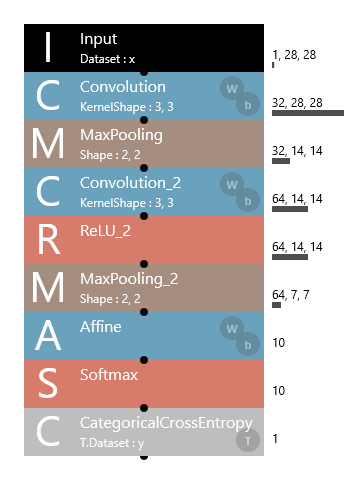 I
Input
Dataset : x
1, 28, 28
C
Convolution
KernelShape : 3, 3
W
b
32, 28, 28
M
MaxPooling
Shape : 2, 2
32, 14, 14
C
Convolution_2
KernelShape : 3, 3
W
b
64, 14, 14
R
ReLU_2
64, 14, 14
M
MaxPooling_2
Shape : 2, 2
64, 7, 7
A
Affine
W
b
10
S
Softmax
10
C
CategoricalCrossEntropy
T.Dataset : y
T
1